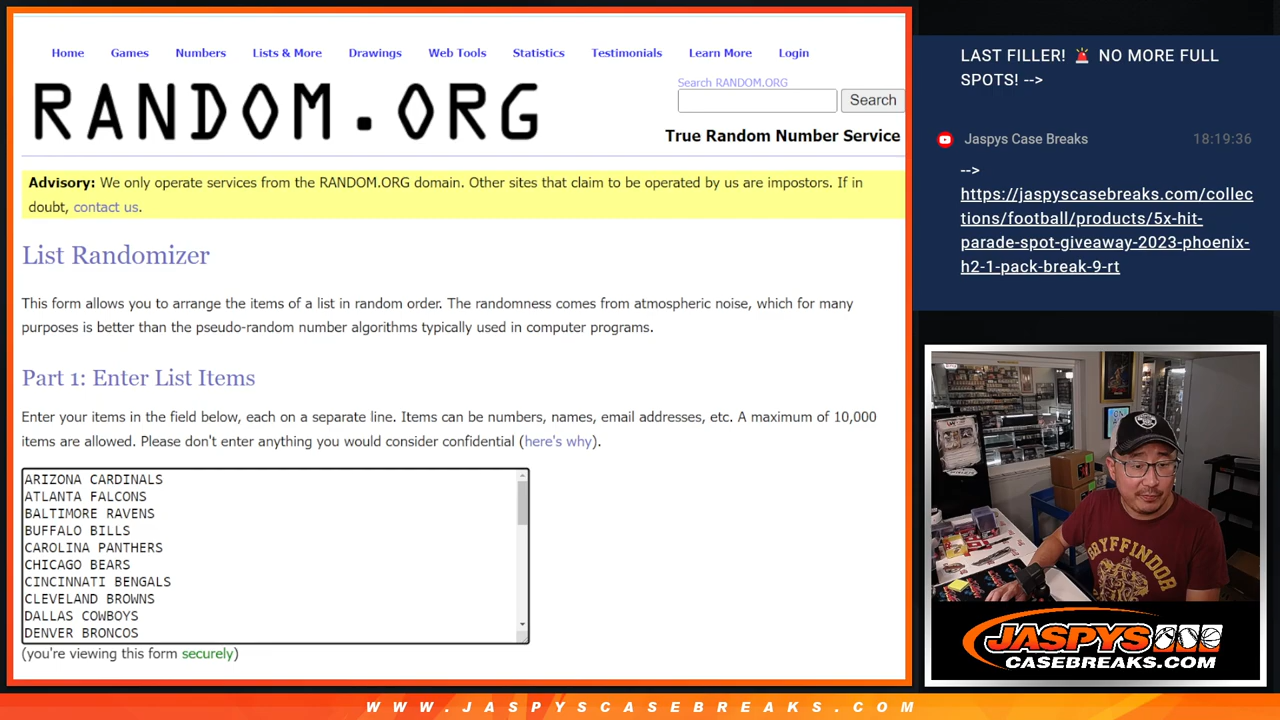 Home Games Numbers Lists & More Drawings Web Tools Statistics Testimonials Learn More Login
RANDOM.ORG
Search RANDOM.ORG
Search
True Random Number Service
Advisory: We only operate services from the RANDOM.ORG domain. Other sites that claim to be operated by us are impostors. If in
doubt, contact us.
List Randomizer
This form allows you to arrange the items of a list in random order. The randomness comes from atmospheric noise, which for many
purposes is better than the pseudo-random number algorithms typically used in computer programs.
Part 1: Enter List Items
Enter your items in the field below, each on a separate line. Items can be numbers, names, email addresses, etc. A maximum of 10,000
items are allowed. Please don't enter anything you would consider confidential (here's why).
ARIZONA CARDINALS
ATLANTA FALCONS
BALTIMORE RAVENS
BUFFALO BILLS
CAROLINA PANTHERS
CHICAGO BEARS
CINCINNATI BENGALS
CLEVELAND BROWNS
DALLAS COWBOYS
DENVER BRONCOS
(you're viewing this form securely)
LAST FILLER! 🚨 NO MORE FULL
SPOTS! -->
Jaspys Case Breaks 18:19:36
-->
https://jaspyscasebreaks.com/collec
tions/football/products/5x-hit-
parade-spot-giveaway-2023-phoenix-
h2-1-pack-break-9-rt
GRYFFINDOR
JASPYS
CASEBREAKS.COM
WWW.JASPYSCASEBREAKS.COM